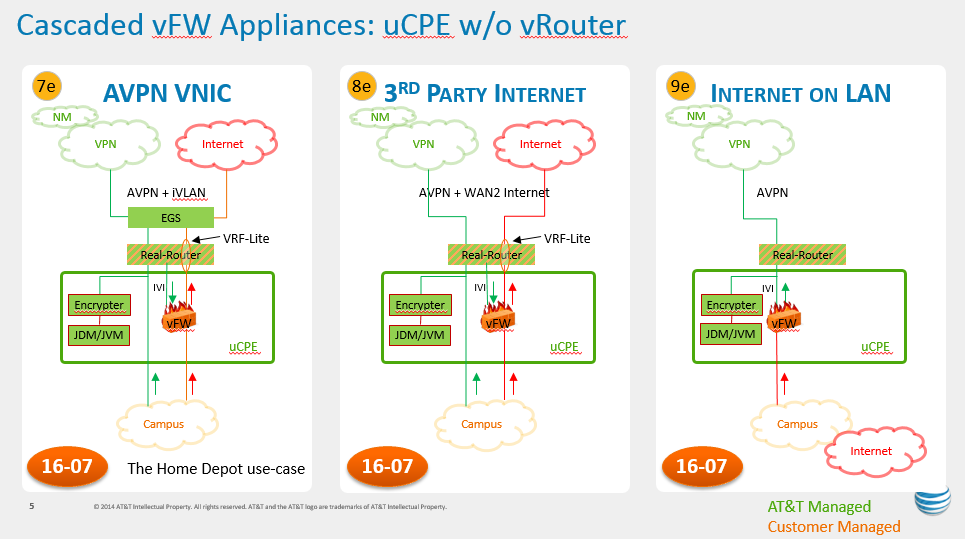 Cascaded vFW Appliances: uCPE w/o vRouter
7e
AVPN VNIC
NM
VPN
Internet
AVPN + iVLAN
EGS
VRF-Lite
Real-Router
IVI
Encrypter
vFW
JDM/JVM
uCPE
Campus
16-07
The Home Depot use-case
8e
3RD PARTY INTERNET
NM
VPN
Internet
AVPN + WAN2 Internet
VRF-Lite
Real-Router
IVI
Encrypter
vFW
JDM/JVM
uCPE
Campus
16-07
9e
INTERNET ON LAN
NM
VPN
AVPN
Real-Router
IVI
Encrypter
vFW
JDM/JVM
uCPE
Campus
Internet
16-07
5
© 2014 AT&T Intellectual Property. All rights reserved. AT&T and the AT&T logo are trademarks of AT&T Intellectual Property.
AT&T Managed
Customer Managed